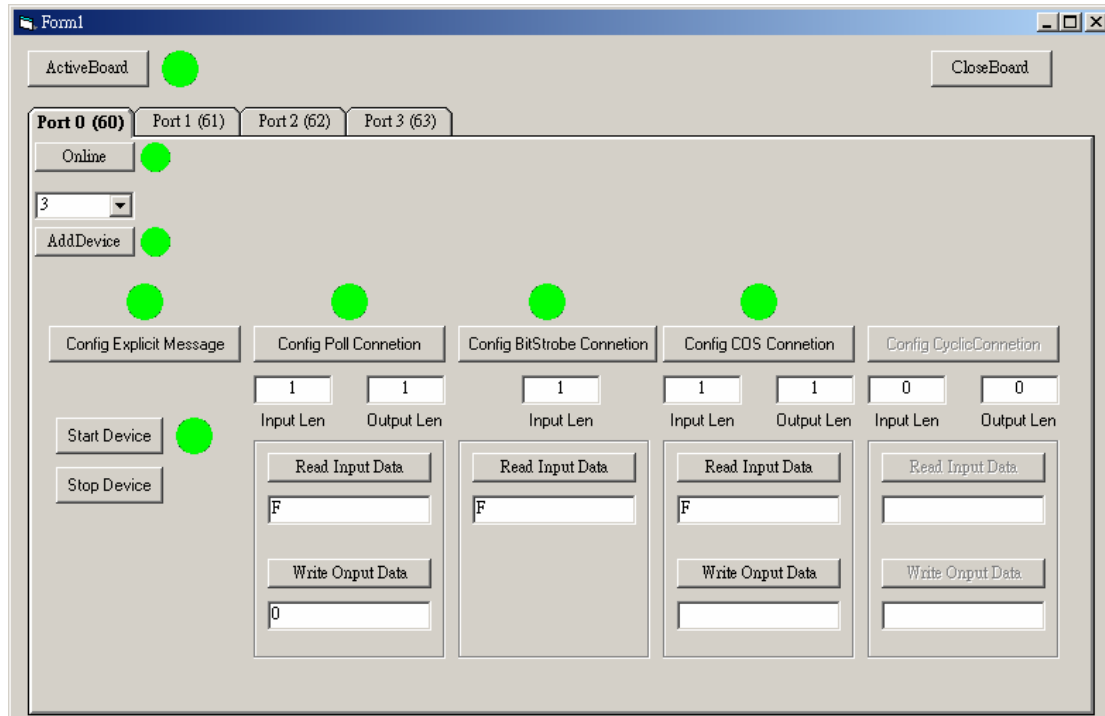 Form1
ActiveBoard CloseBoard
Port 0 (60) Port 1 (61) Port 2 (62) Port 3 (63)
Online
3
AddDevice
Config Explicit Message Config Poll Connetion Config BitStrobe Connetion Config COS Connetion Config CyclicConnetion
1 1 1 1 1 0 0
Input Len Output Len Input Len Input Len Output Len Input Len Output Len
Start Device
Read Input Data Read Input Data Read Input Data Read Input Data
Stop Device
F F F
Write Onput Data Write Onput Data Write Onput Data
0